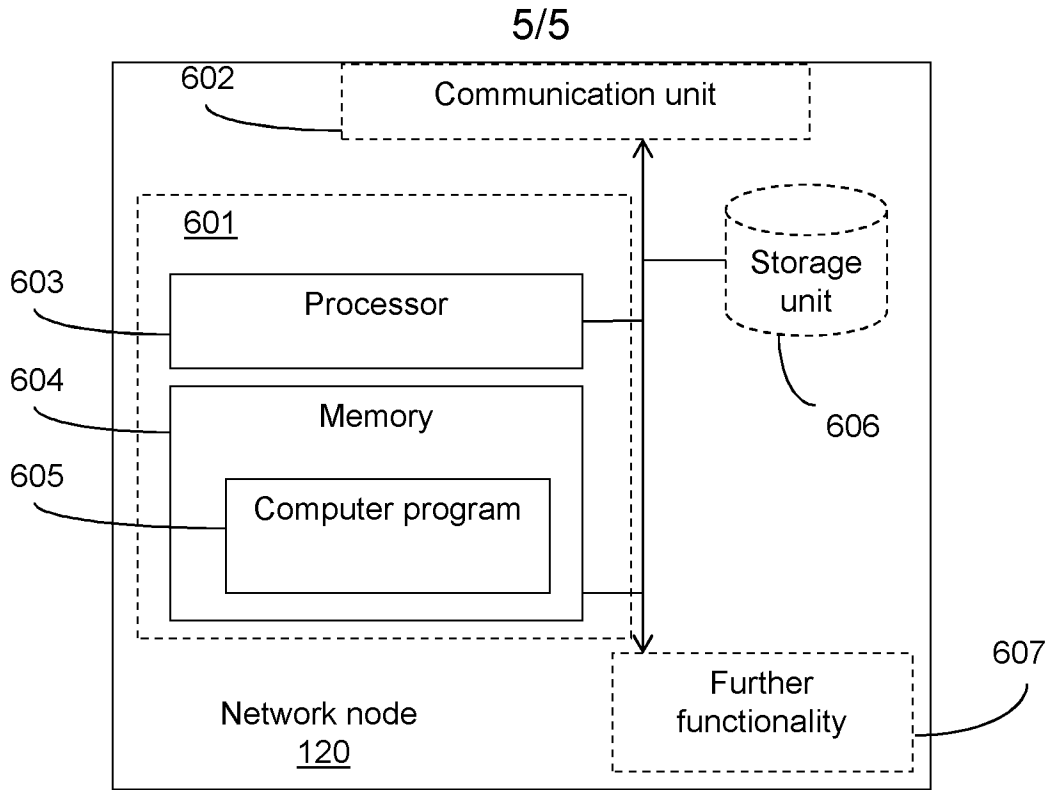 5/5
602
Communication unit
601
603
Processor
Storage
unit
604
Memory
606
605
Computer program
607
Further
functionality
Network node
120